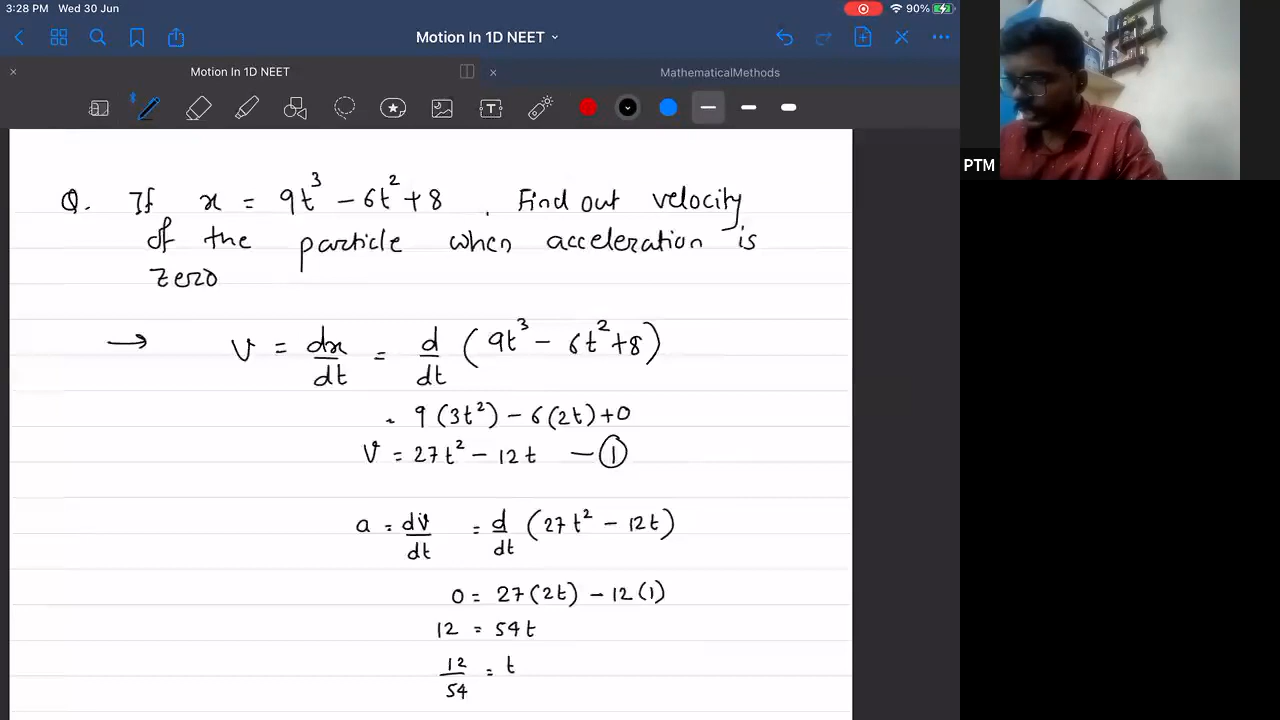 3:28 PM Wed 30 Jun
90%
Motion In 1D NEET
Motion In 1D NEET
MathematicalMethods
PTM
Q. If x = 9t³ - 6t² + 8 . Find out velocity
of the particle when acceleration is
zero
→ v = dx/dt = d/dt (9t³ - 6t² + 8)
= 9(3t²) - 6(2t) + 0
v = 27t² - 12t — ①
a = dv/dt = d/dt (27t² - 12t)
0 = 27(2t) - 12(1)
12 = 54t
12/54 = t